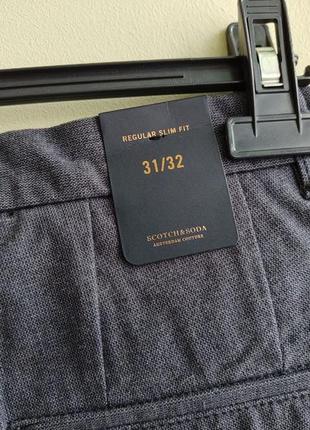 REGULAR SLIM FIT
31/32
SCOTCH&SODA
AMSTERDAM COUTURE